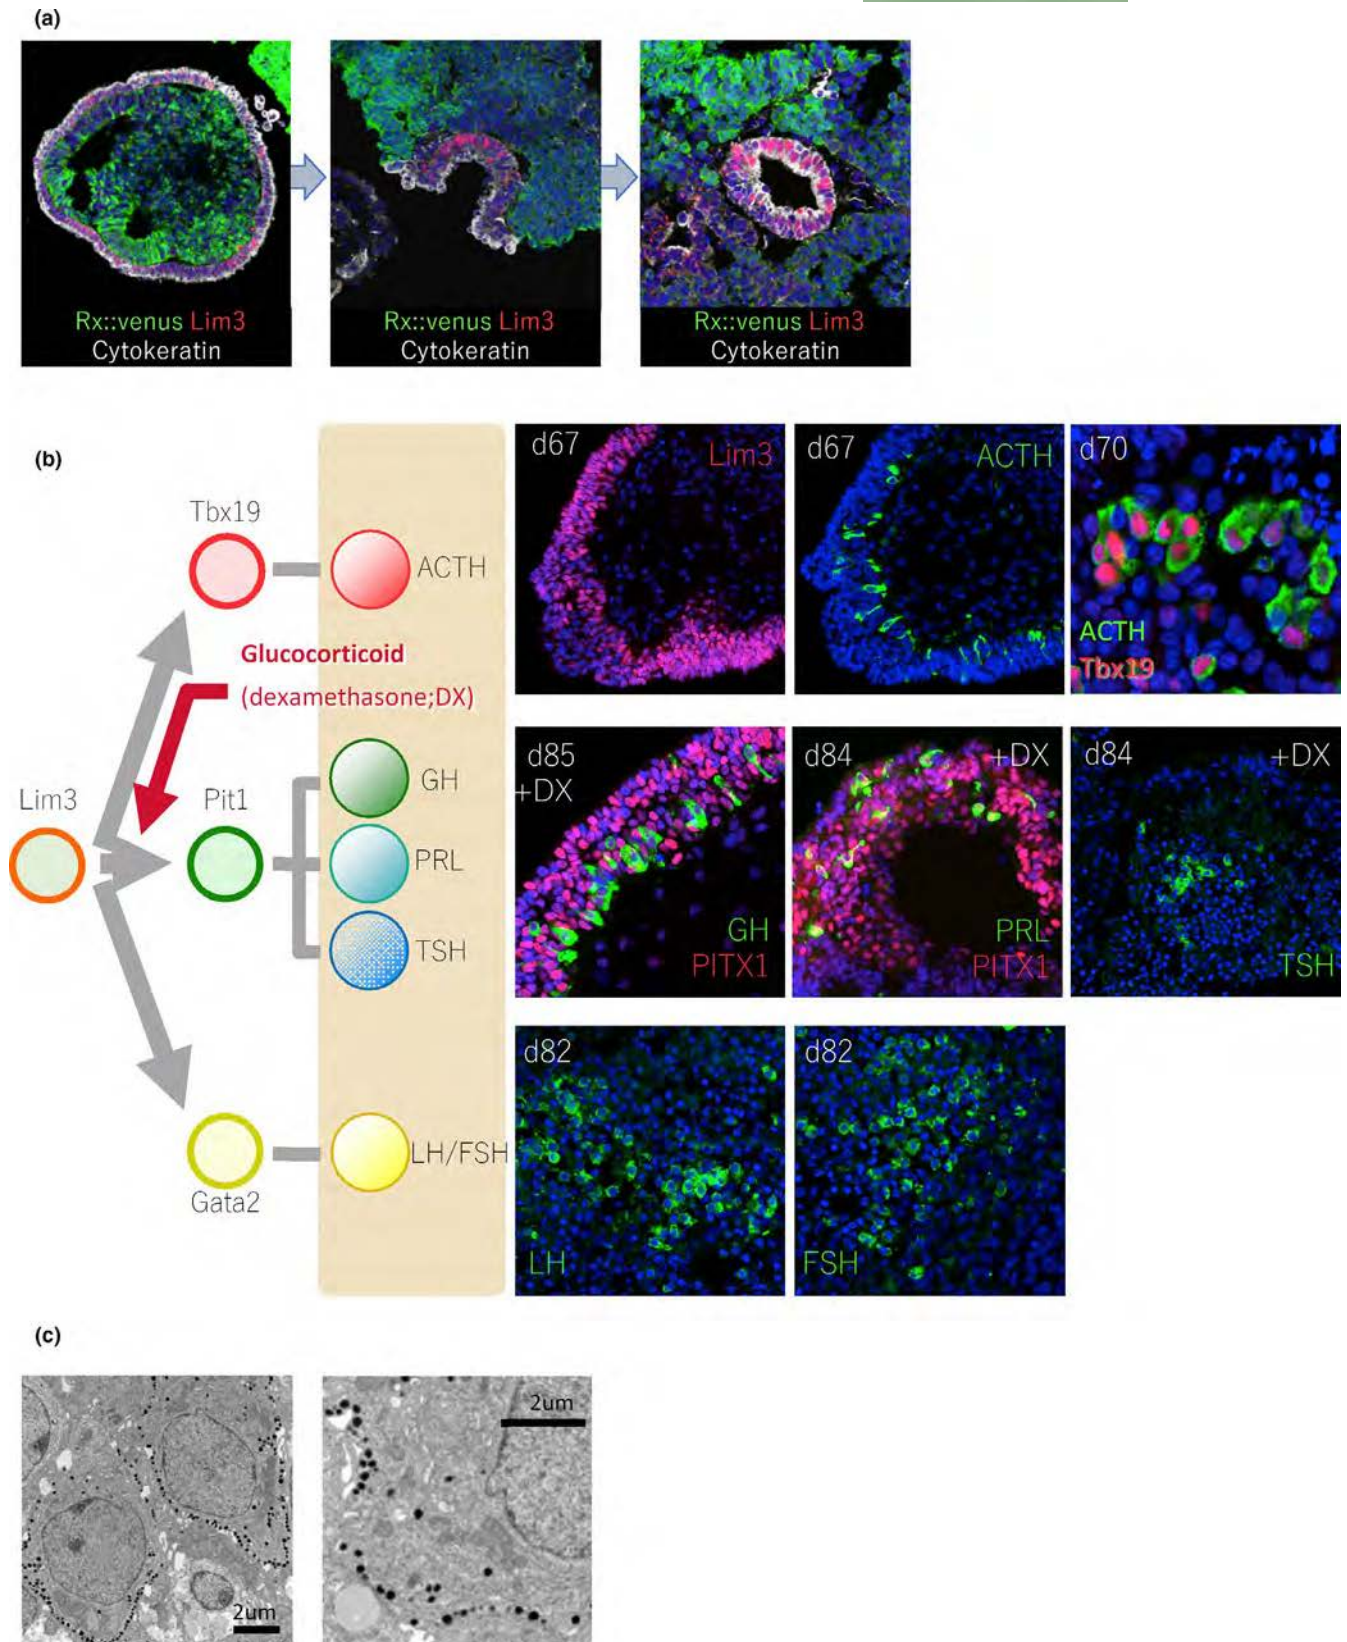 (a)
Rx::venus Lim3
Cytokeratin
Rx::venus Lim3
Cytokeratin
Rx::venus Lim3
Cytokeratin
(b)
Tbx19
ACTH
Glucocorticoid
(dexamethasone;DX)
Lim3
Pit1
GH
PRL
TSH
Gata2
LH/FSH
d67
Lim3
d67
ACTH
d70
ACTH
Tbx19
d85
+DX
GH
PITX1
d84
+DX
PRL
PITX1
d84
+DX
TSH
d82
LH
d82
FSH
(c)
2um
2um